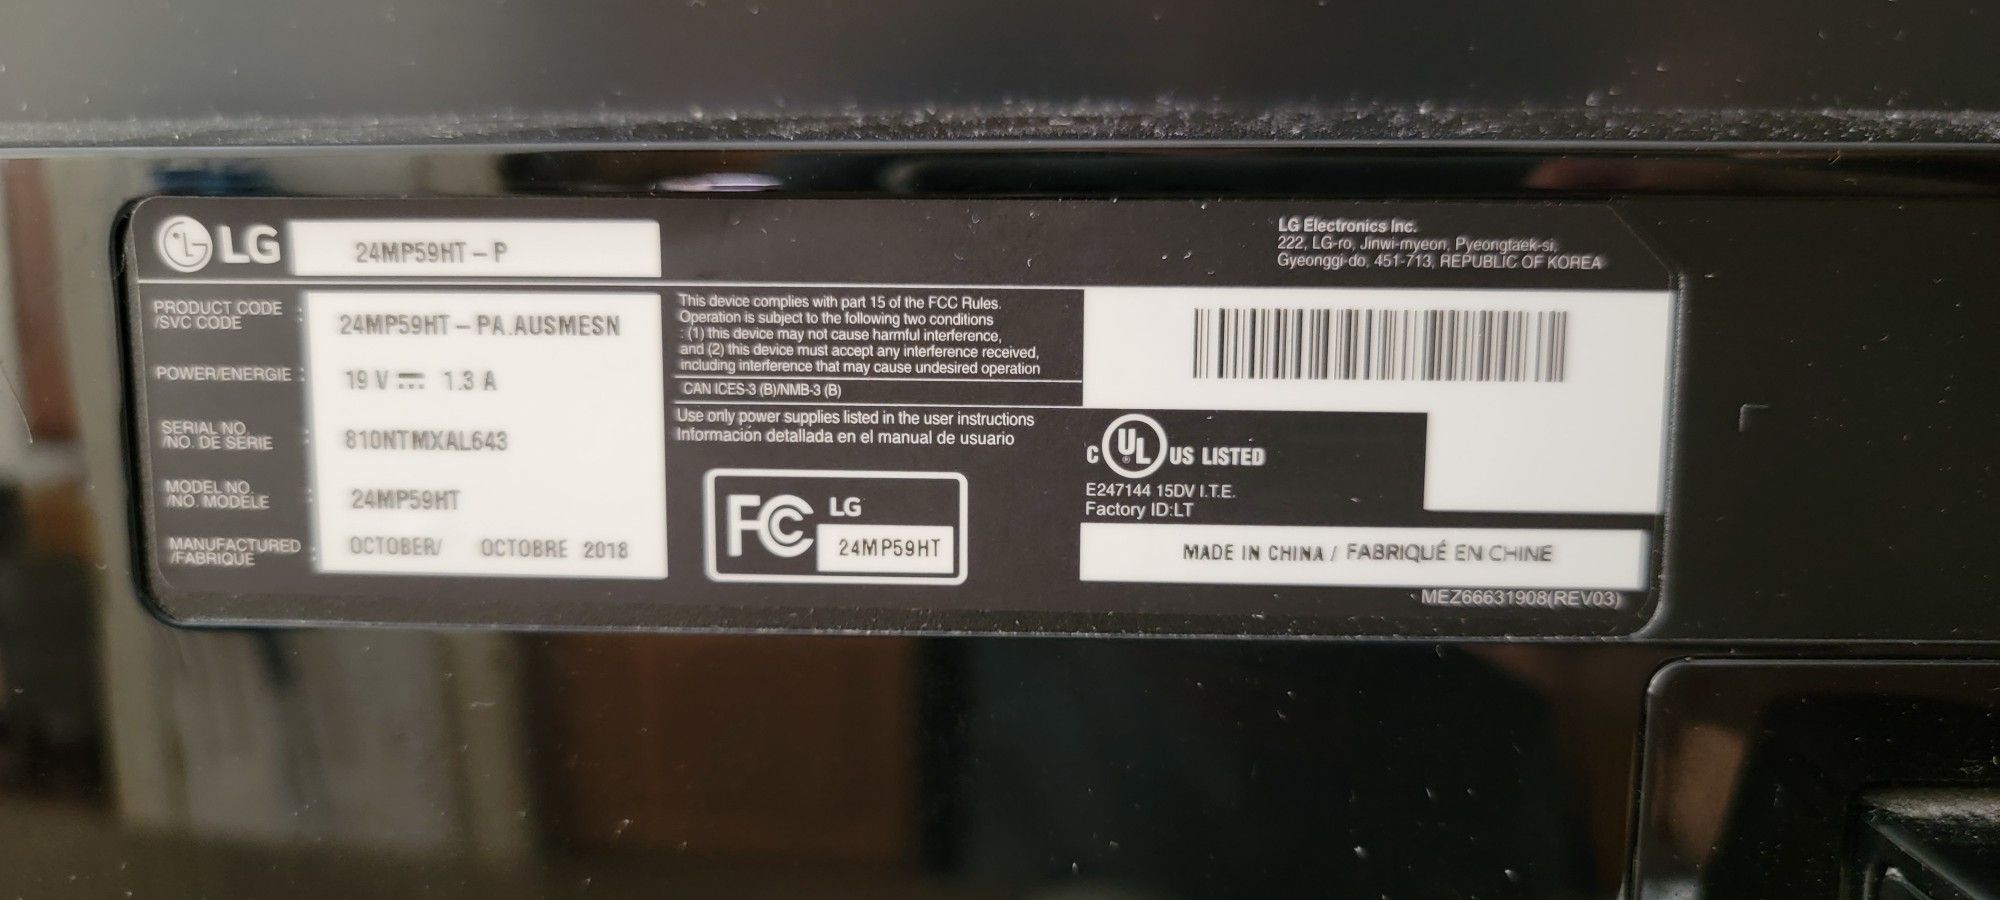 LG 24MP59HT-P
LG Electronics Inc.
222, LG-ro, Jinwi-myeon, Pyeongtaek-si,
Gyeonggi-do, 451-713, REPUBLIC OF KOREA
PRODUCT CODE
/SVC CODE : 24MP59HT-PA.AUSMESN
POWER/ENERGIE : 19 V ⎓ 1.3 A
SERIAL NO.
/NO. DE SERIE : 810NTMXAL643
MODEL NO.
/NO. MODELE : 24MP59HT
MANUFACTURED
/FABRIQUE : OCTOBER/ OCTOBRE 2018
This device complies with part 15 of the FCC Rules.
Operation is subject to the following two conditions
: (1) this device may not cause harmful interference,
and (2) this device must accept any interference received,
including interference that may cause undesired operation
CAN ICES-3 (B)/NMB-3 (B)
Use only power supplies listed in the user instructions
Información detallada en el manual de usuario
FC LG
24MP59HT
C UL ® US LISTED
E247144 15DV I.T.E.
Factory ID:LT
MADE IN CHINA / FABRIQUÉ EN CHINE
MEZ66631908(REV03)